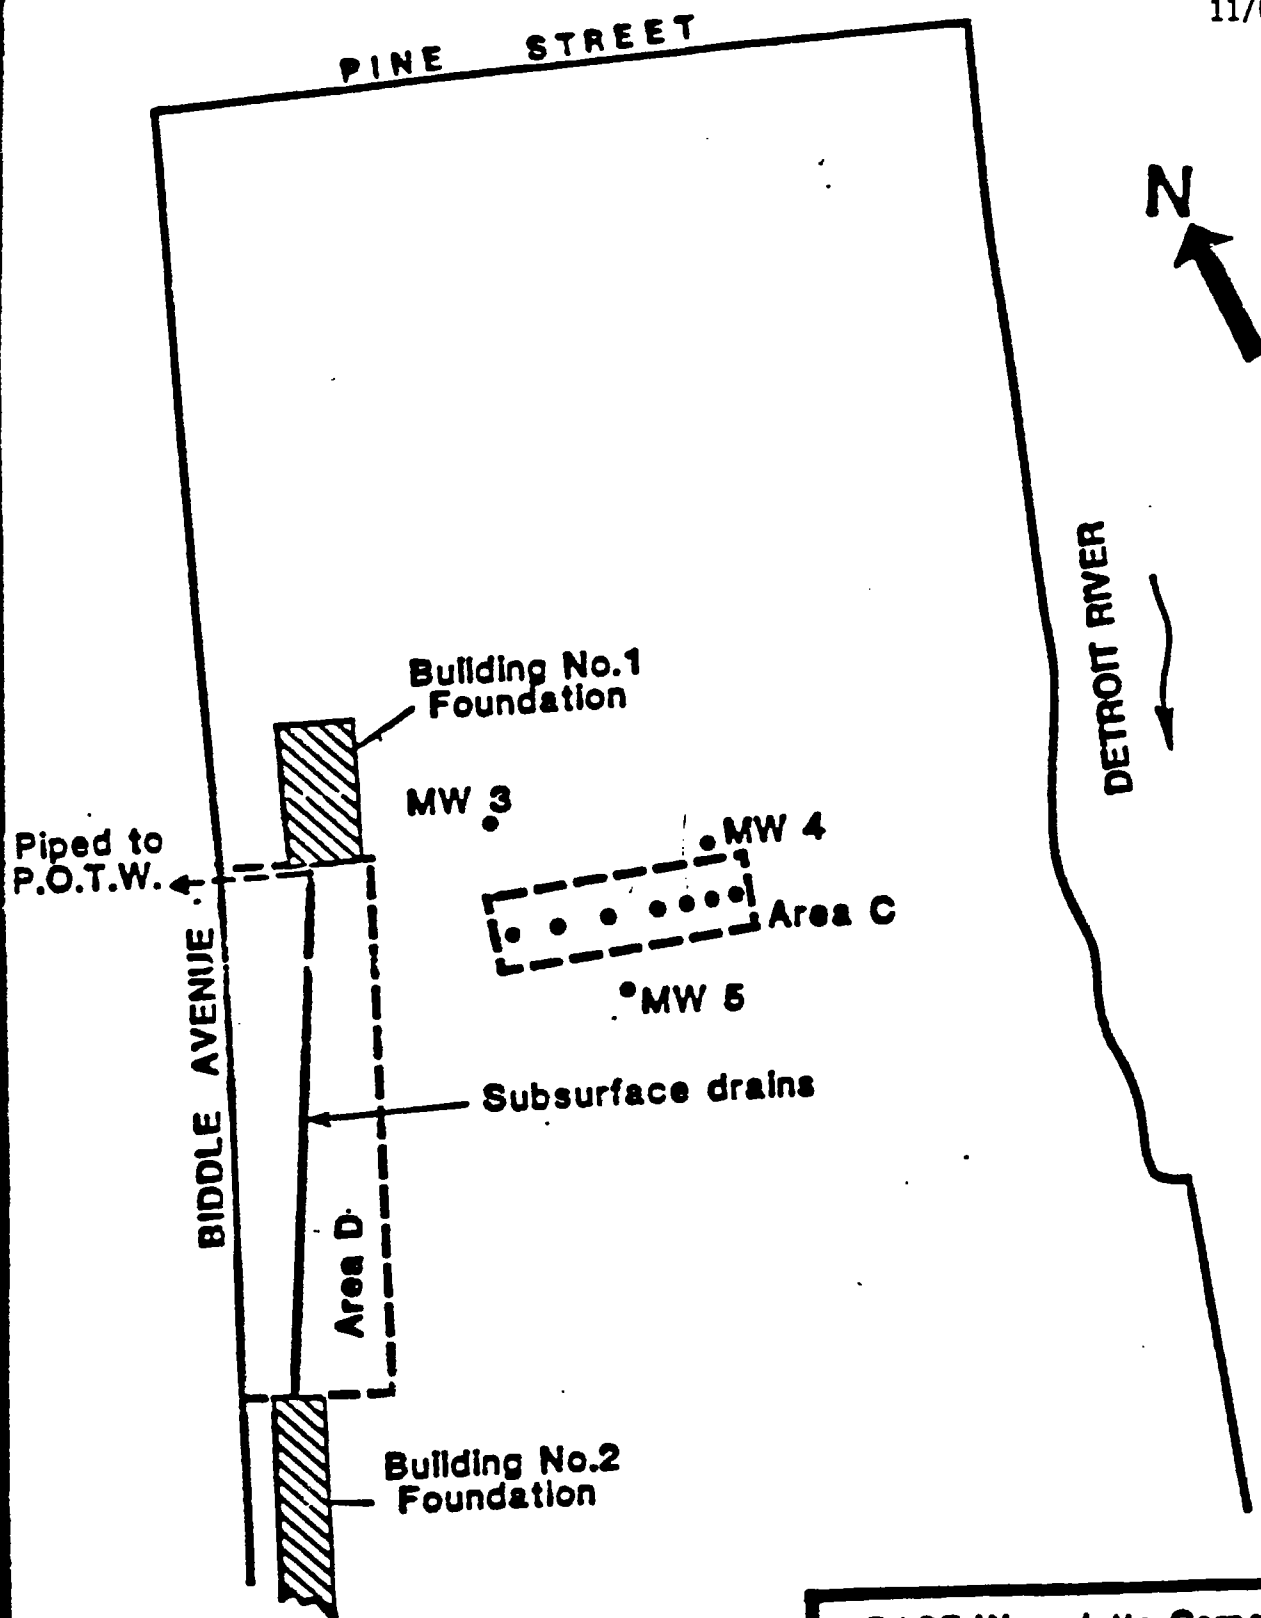 11/
PINE STREET
N
DETROIT RIVER
Building No.1
Foundation
MW 3
MW 4
Piped to
P.O.T.W.
Area C
BIDDLE AVENUE
MW 5
Subsurface drains
Area D
Building No.2
Foundation